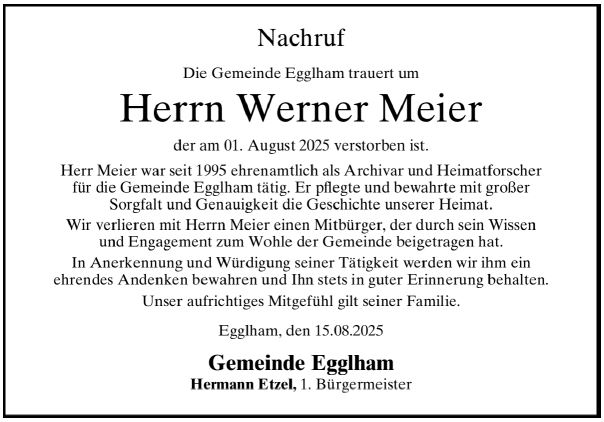 Nachruf
Die Gemeinde Egglham trauert um
Herrn Werner Meier
der am 01. August 2025 verstorben ist.
Herr Meier war seit 1995 ehrenamtlich als Archivar und Heimatforscher
für die Gemeinde Egglham tätig. Er pflegte und bewahrte mit großer
Sorgfalt und Genauigkeit die Geschichte unserer Heimat.
Wir verlieren mit Herrn Meier einen Mitbürger, der durch sein Wissen
und Engagement zum Wohle der Gemeinde beigetragen hat.
In Anerkennung und Würdigung seiner Tätigkeit werden wir ihm ein
ehrendes Andenken bewahren und Ihn stets in guter Erinnerung behalten.
Unser aufrichtiges Mitgefühl gilt seiner Familie.
Egglham, den 15.08.2025
Gemeinde Egglham
Hermann Etzel, 1. Bürgermeister